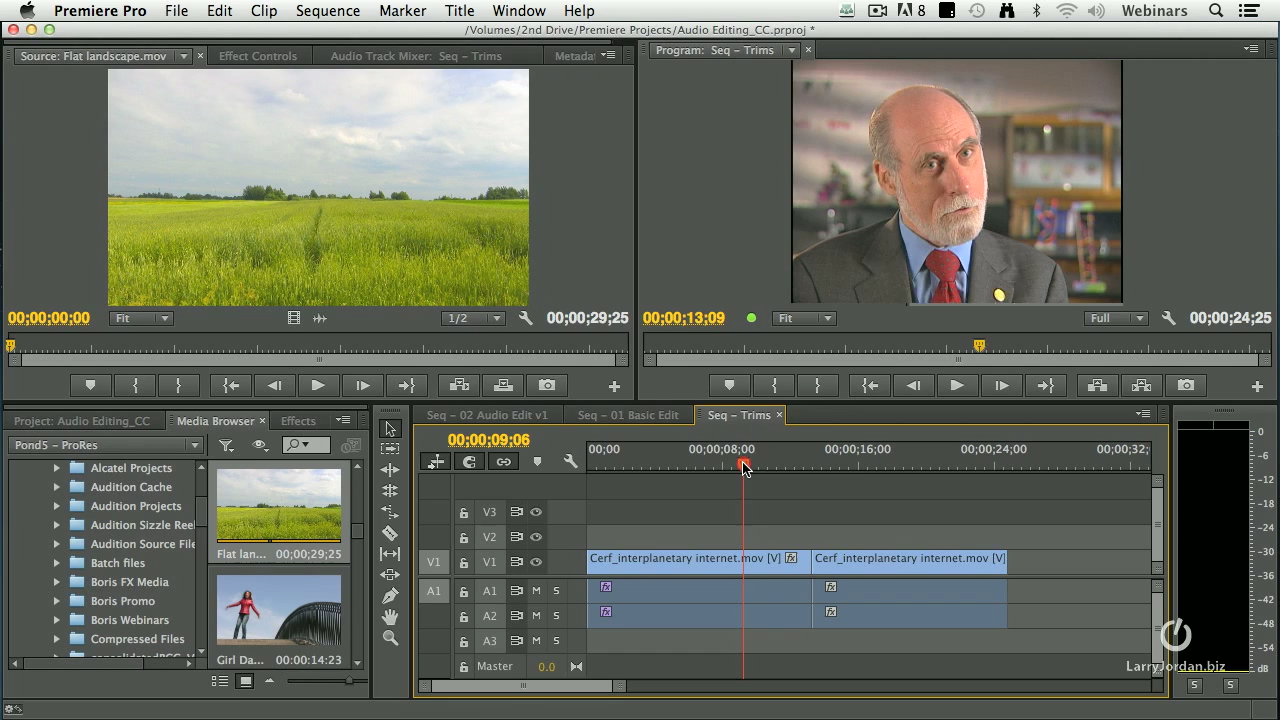 Premiere Pro File Edit Clip Sequence Marker Title Window Help 8 Webinars
/Volumes/2nd Drive/Premiere Projects/Audio Editing_CC.prproj *
Source: Flat landscape.mov × Effect Controls Audio Track Mixer: Seq - Trims Metada
Program: Seq - Trims ×
00;00;00;00 Fit 1/2 00;00;29;25
00;00;13;09 Fit Full 00;00;24;25
Project: Audio Editing_CC Media Browser × Effects
Pond5 - ProRes
Alcatel Projects
Audition Cache
Audition Projects
Audition Sizzle Reel
Audition Source File
Batch files
Boris FX Media
Boris Promo
Boris Webinars
Compressed Files
Flat lan... 00;00;29;25
Girl Da... 00:00:14:23
Seq - 02 Audio Edit v1 Seq - 01 Basic Edit Seq - Trims ×
00;00;09;06
00;00 00;00;08;00 00;00;16;00 00;00;24;00 00;00;32;
V3
V2
V1 V1 Cerf_interplanetary internet.mov [V] fx Cerf_interplanetary internet.mov [V]
A1 A1 M S fx fx
A2 M S fx fx
A3 M S
Master 0.0
0
-6
-12
-18
-24
-30
-36
-42
-48
-54
dB
S S
LarryJordan.biz